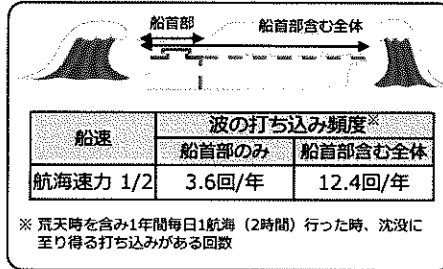 船首部
船首部含む全体
船速
波の打ち込み頻度※
船首部のみ
船首部含む全体
航海速力 1/2
3.6回/年
12.4回/年
※ 荒天時を含み1年間毎日1航海（2時間）行った時、沈没に
至り得る打ち込みがある回数